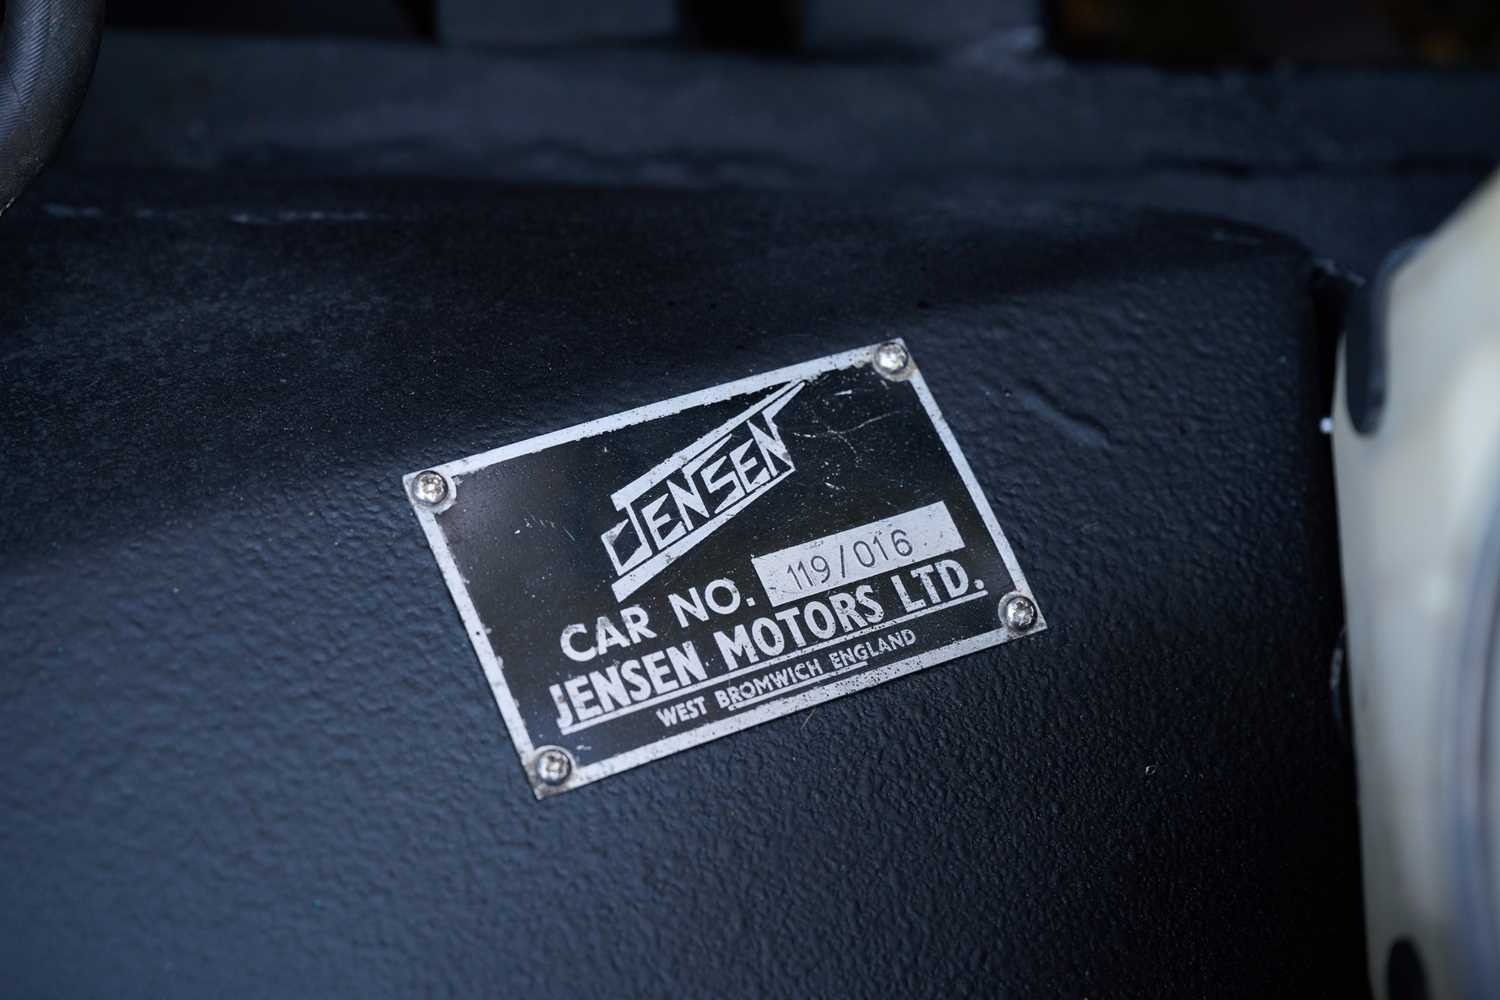 JENSEN
CAR NO. 119/016
JENSEN MOTORS LTD.
WEST BROMWICH ENGLAND